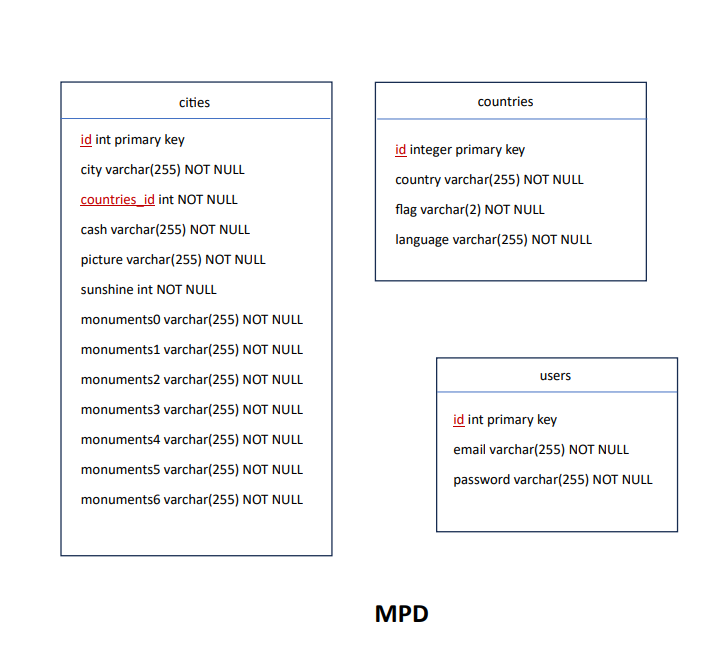 cities
id int primary key
city varchar(255) NOT NULL
countries_id int NOT NULL
cash varchar(255) NOT NULL
picture varchar(255) NOT NULL
sunshine int NOT NULL
monuments0 varchar(255) NOT NULL
monuments1 varchar(255) NOT NULL
monuments2 varchar(255) NOT NULL
monuments3 varchar(255) NOT NULL
monuments4 varchar(255) NOT NULL
monuments5 varchar(255) NOT NULL
monuments6 varchar(255) NOT NULL
countries
id integer primary key
country varchar(255) NOT NULL
flag varchar(2) NOT NULL
language varchar(255) NOT NULL
users
id int primary key
email varchar(255) NOT NULL
password varchar(255) NOT NULL
MPD